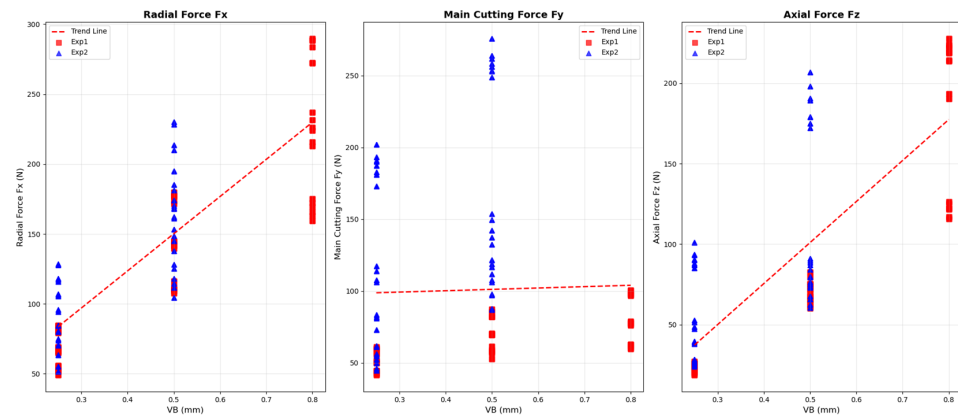 Radial Force Fx
Trend Line
Exp1
Exp2
Radial Force Fx (N)
300
250
200
150
100
50
0.3 0.4 0.5 0.6 0.7 0.8
VB (mm)
Main Cutting Force Fy
Trend Line
Exp1
Exp2
Main Cutting Force Fy (N)
250
200
150
100
50
0.3 0.4 0.5 0.6 0.7 0.8
VB (mm)
Axial Force Fz
Trend Line
Exp1
Exp2
Axial Force Fz (N)
200
150
100
50
0.3 0.4 0.5 0.6 0.7 0.8
VB (mm)